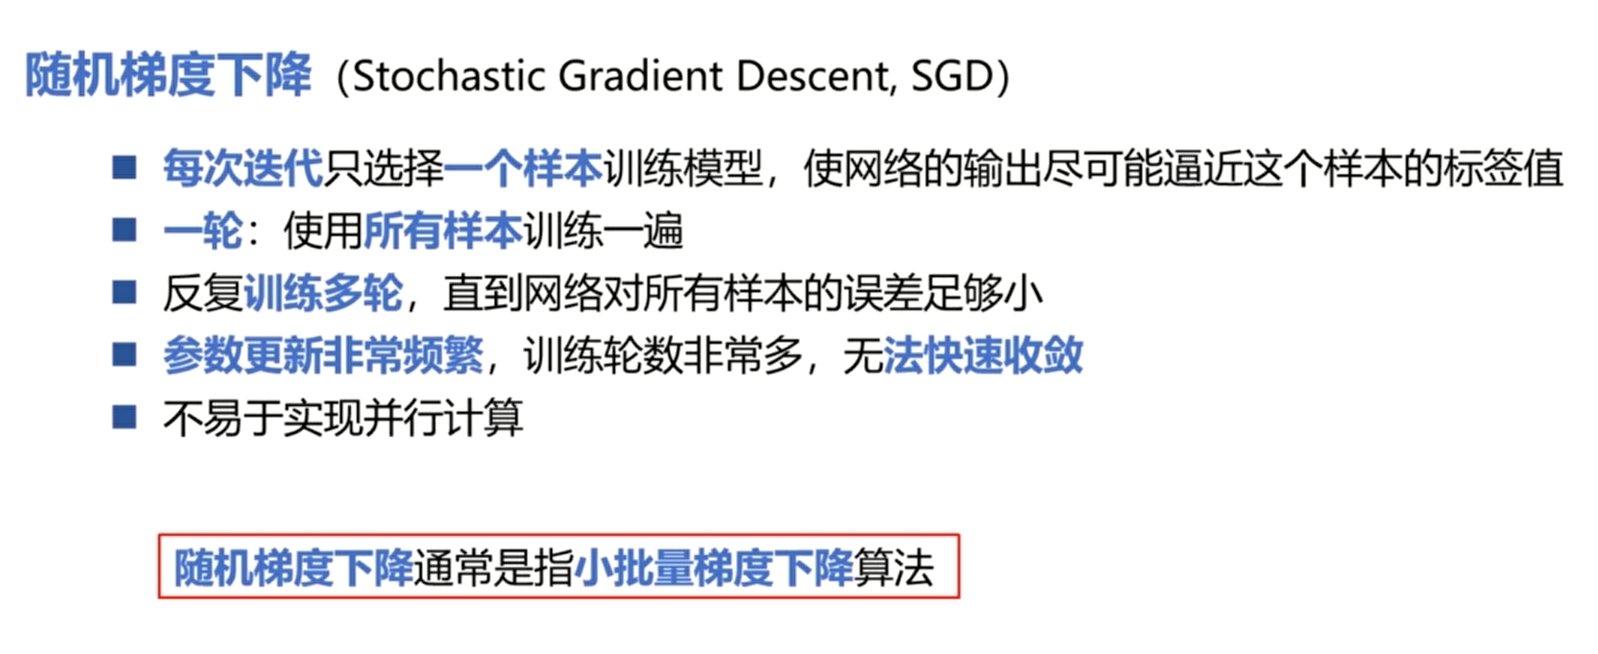 随机梯度下降（Stochastic Gradient Descent, SGD）
每次迭代只选择一个样本训练模型，使网络的输出尽可能逼近这个样本的标签值
一轮：使用所有样本训练一遍
反复训练多轮，直到网络对所有样本的误差足够小
参数更新非常频繁，训练轮数非常多，无法快速收敛
不易于实现并行计算
随机梯度下降通常是指小批量梯度下降算法